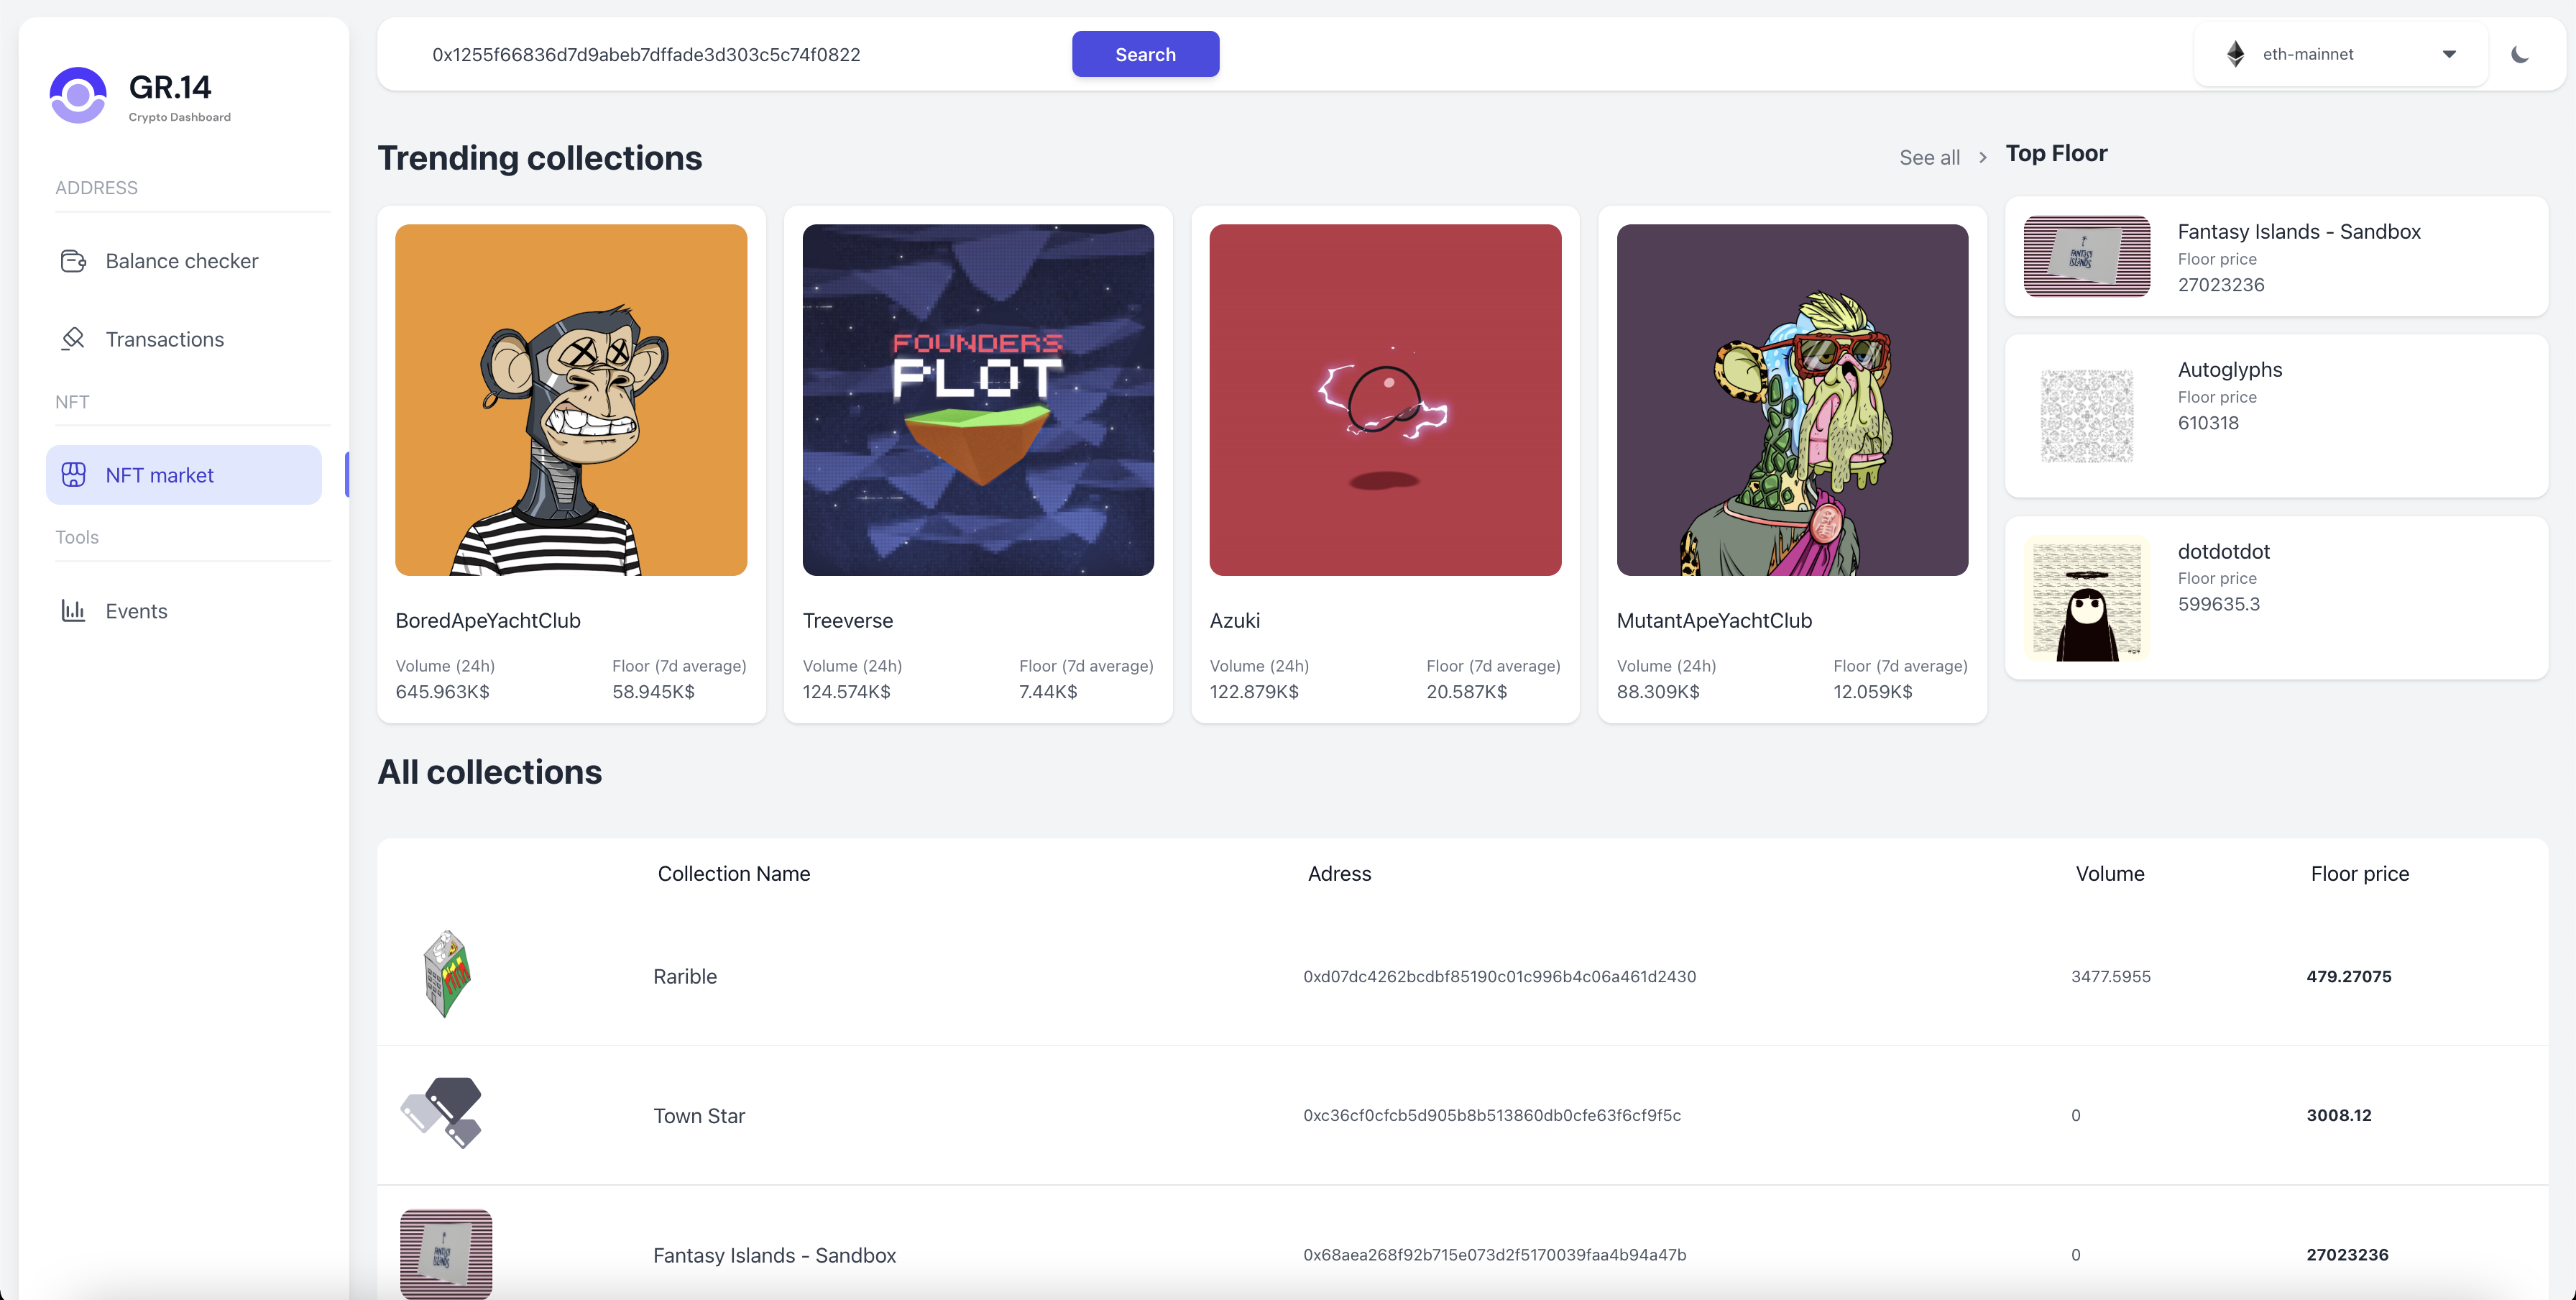 GR.14
Crypto Dashboard
ADDRESS
Balance checker
Transactions
NFT
NFT market
Tools
Events
0x1255f66836d7d9abeb7dffade3d303c5c74f0822
Search
eth-mainnet
Trending collections
See all
FOUNDERS
PLOT
BoredApeYachtClub
Volume (24h)
Floor (7d average)
645.963K$
58.945K$
Treeverse
Volume (24h)
Floor (7d average)
124.574K$
7.44K$
Azuki
Volume (24h)
Floor (7d average)
122.879K$
20.587K$
MutantApeYachtClub
Volume (24h)
Floor (7d average)
88.309K$
12.059K$
Top Floor
FANTASY
ISLANDS
Fantasy Islands - Sandbox
Floor price
27023236
Autoglyphs
Floor price
610318
dotdotdot
Floor price
599635.3
All collections
Collection Name
Adress
Volume
Floor price
Rarible
0xd07dc4262bcdbf85190c01c996b4c06a461d2430
3477.5955
479.27075
Town Star
0xc36cf0cfcb5d905b8b513860db0cfe63f6cf9f5c
0
3008.12
FANTASY
ISLANDS
Fantasy Islands - Sandbox
0x68aea268f92b715e073d2f5170039faa4b94a47b
0
27023236